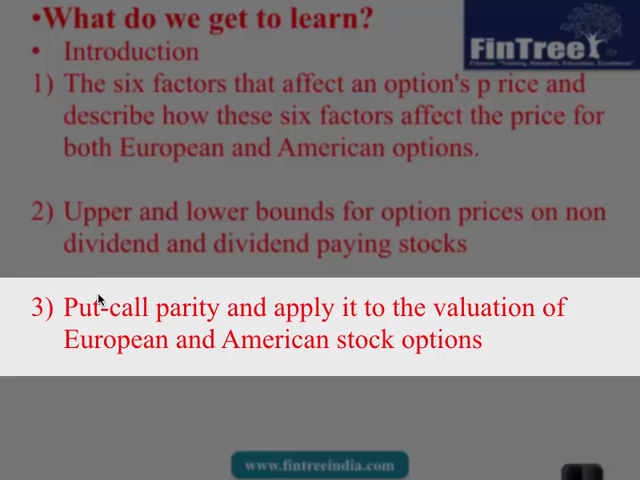 •What do we get to learn?
• Introduction
1) The six factors that affect an option's p rice and
describe how these six factors affect the price for
both European and American options.
2) Upper and lower bounds for option prices on non
dividend and dividend paying stocks
3) Put-call parity and apply it to the valuation of
European and American stock options
FinTree
www.fintreeindia.com